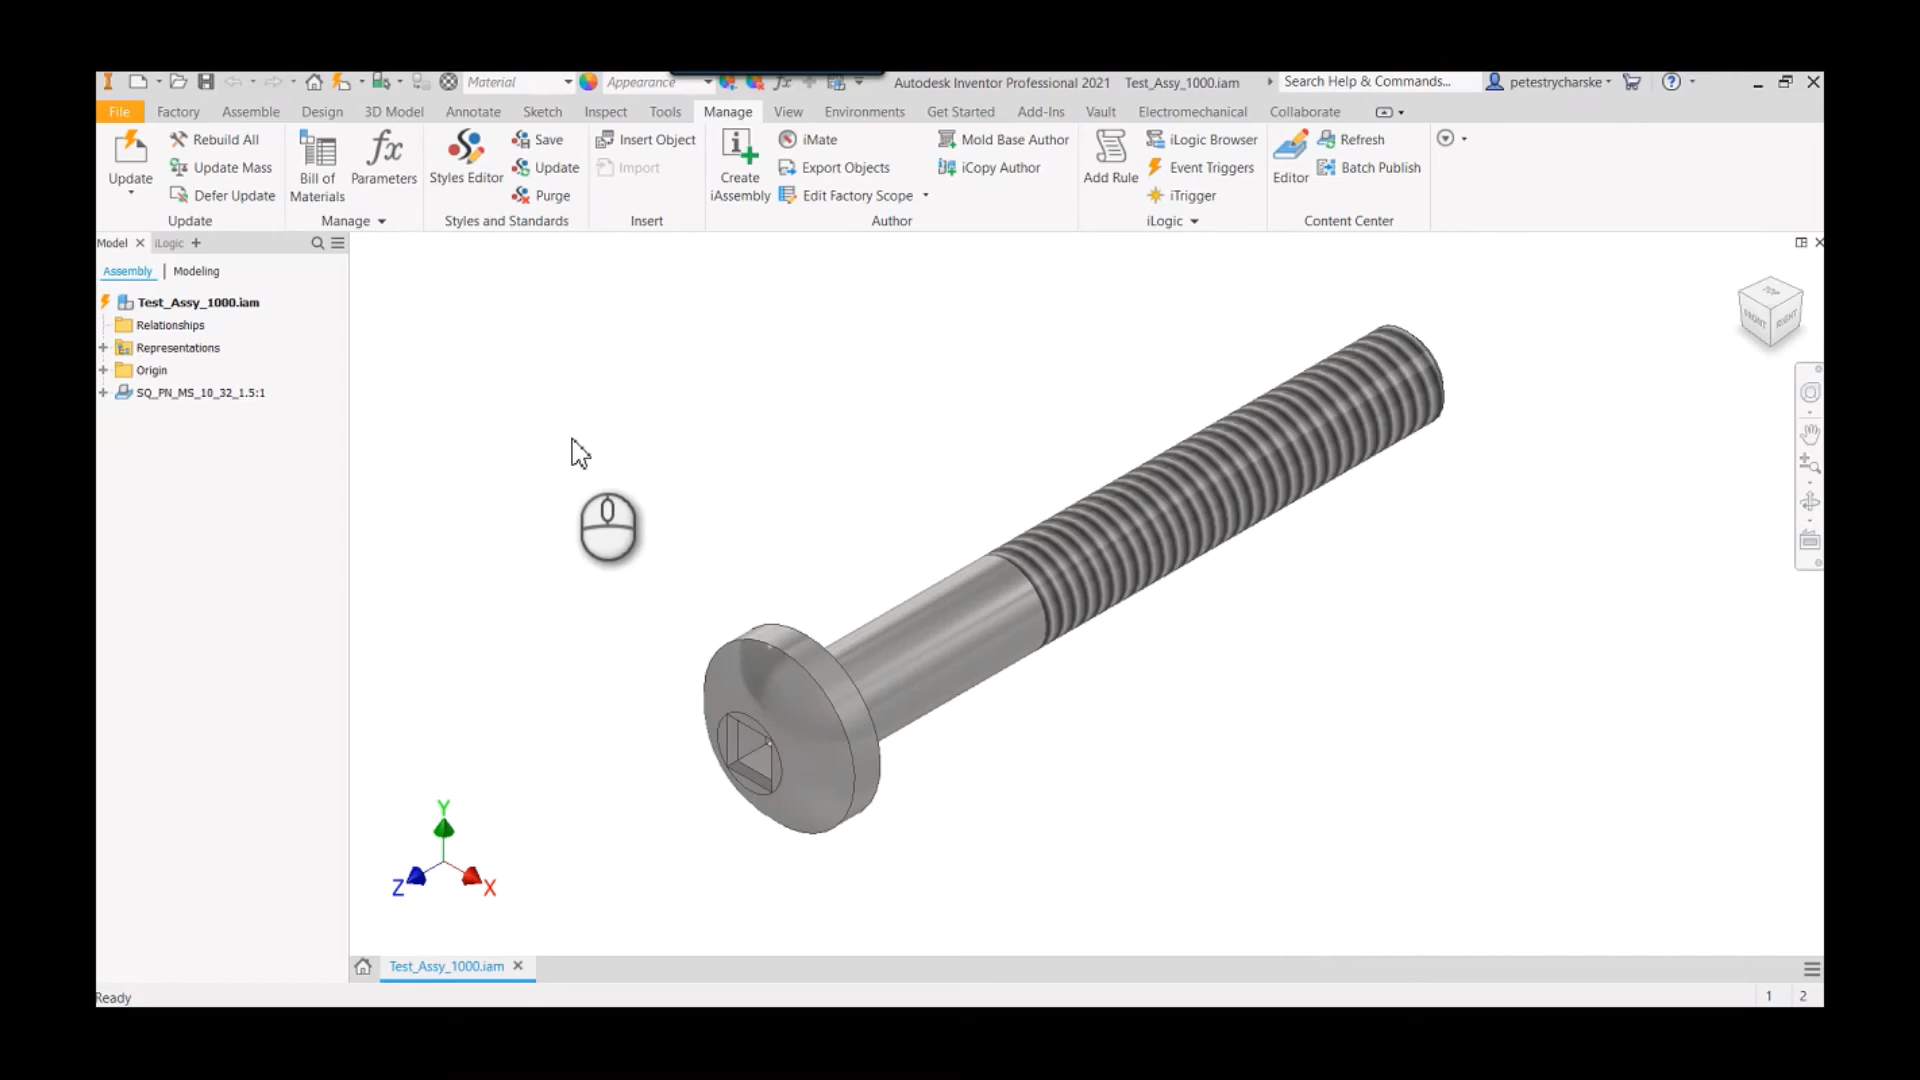 Material Appearance fx Autodesk Inventor Professional 2021 Test_Assy_1000.iam Search Help & Commands... petestrycharske
File Factory Assemble Design 3D Model Annotate Sketch Inspect Tools Manage View Environments Get Started Add-Ins Vault Electromechanical Collaborate
Update
Rebuild All
Update Mass
Defer Update
Update
Bill of
Materials
fx
Parameters
Manage
Styles Editor
Save
Update
Purge
Styles and Standards
Insert Object
Import
Insert
Create
iAssembly
iMate
Export Objects
Edit Factory Scope
Mold Base Author
iCopy Author
Author
Add Rule
iLogic Browser
Event Triggers
iTrigger
iLogic
Editor
Refresh
Batch Publish
Content Center
Model iLogic
Assembly | Modeling
Test_Assy_1000.iam
Relationships
Representations
Origin
SQ_PN_MS_10_32_1.5:1
TOP
FRONT RIGHT
Y
Z X
Test_Assy_1000.iam
Ready 1 2